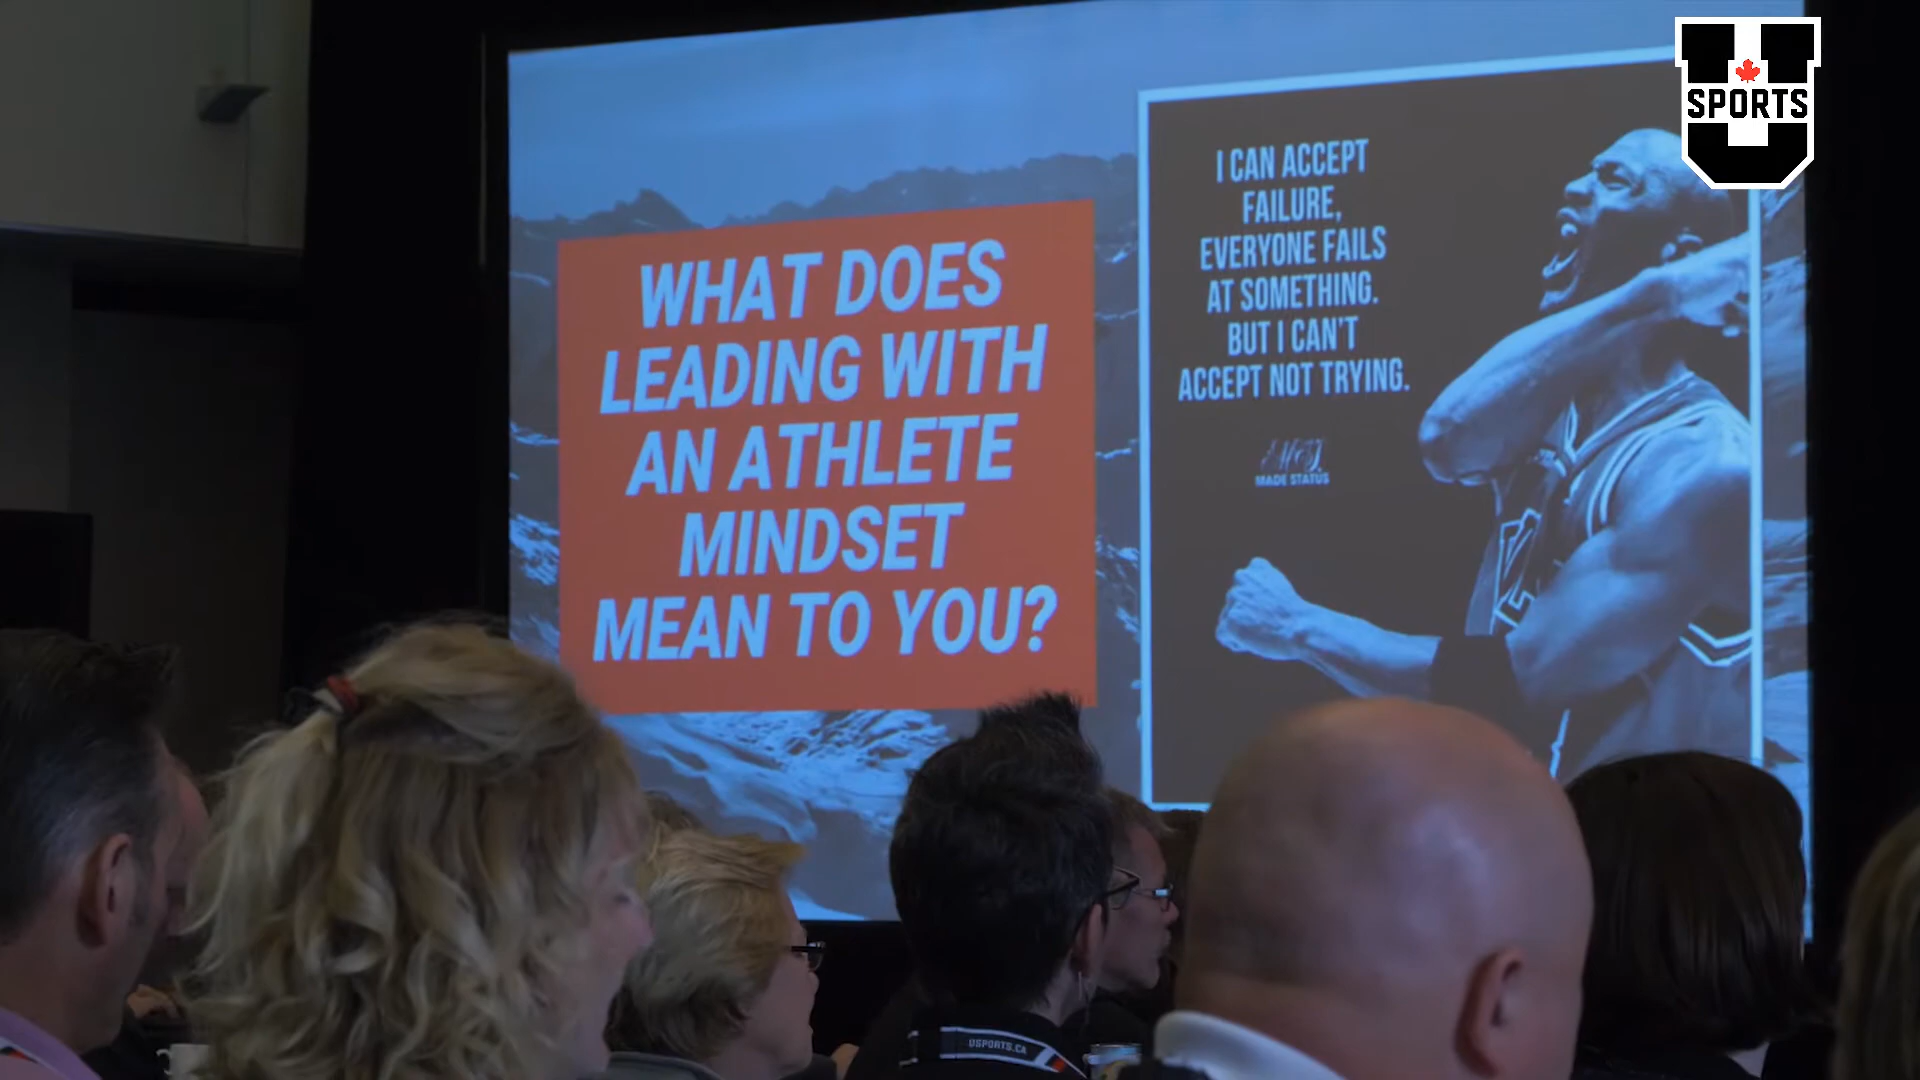 U
SPORTS
WHAT DOES
LEADING WITH
AN ATHLETE
MINDSET
MEAN TO YOU?
I CAN ACCEPT
FAILURE,
EVERYONE FAILS
AT SOMETHING.
BUT I CAN'T
ACCEPT NOT TRYING.
MADE STATUS
USPORTS.CA